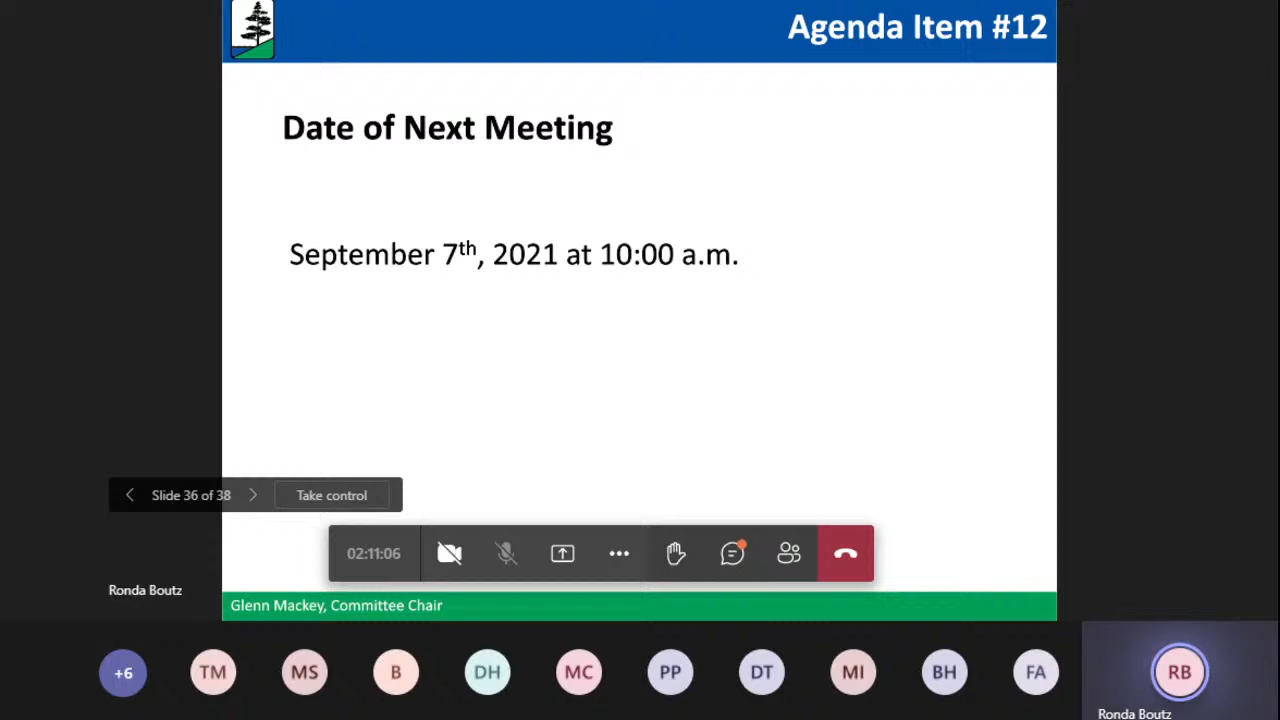 Agenda Item #12
Date of Next Meeting
September 7th, 2021 at 10:00 a.m.
Slide 36 of 38
Take control
02:11:06
Ronda Boutz
Glenn Mackey, Committee Chair
+6
TM
MS
B
DH
MC
PP
DT
MI
BH
FA
RB
Ronda Boutz